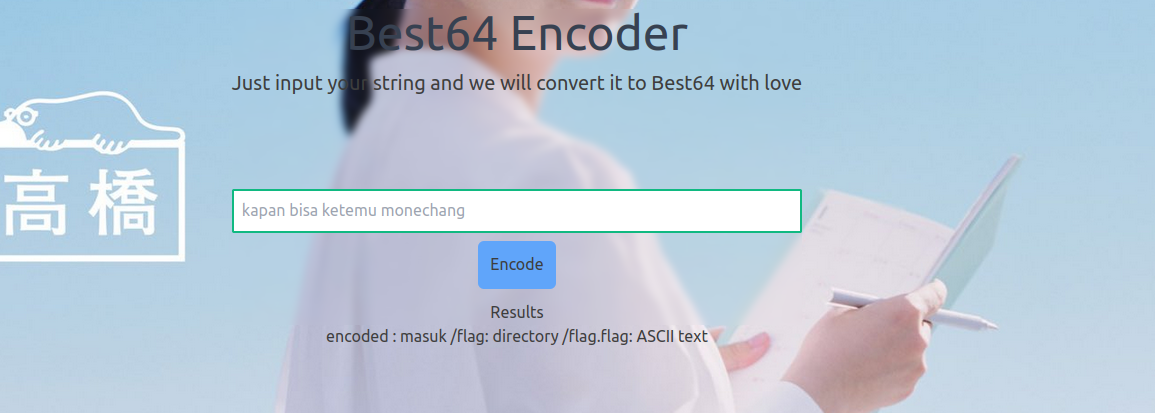 Best64 Encoder
Just input your string and we will convert it to Best64 with love
高橋
kapan bisa ketemu monechang
Encode
Results
encoded : masuk /flag: directory /flag.flag: ASCII text